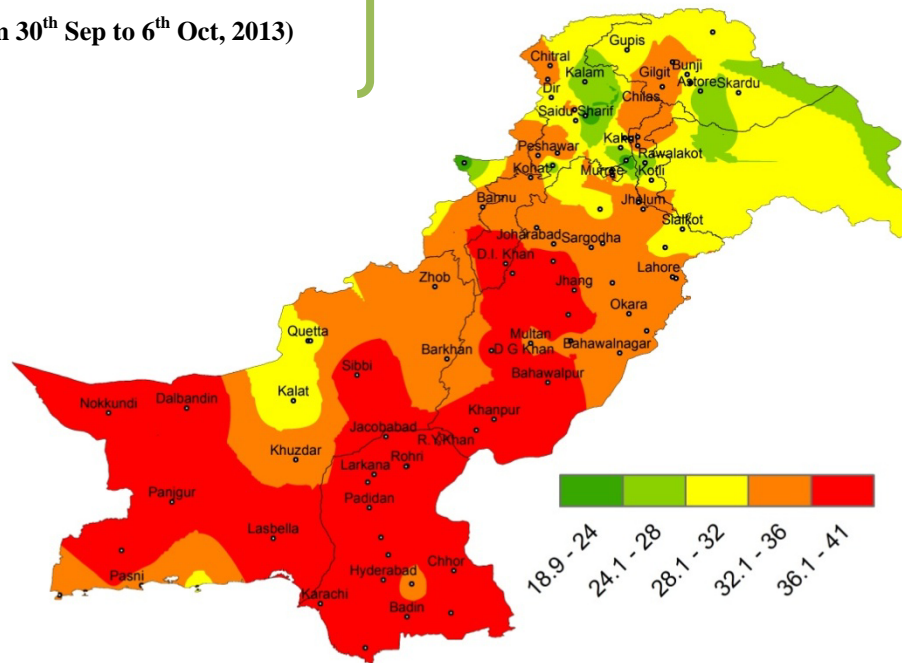 n 30th Sep to 6th Oct, 2013)
Gupis
Chitral
Bunji
Kalam
Gilgit
Astore
Skardu
Dir
Chilas
Saidu Sharif
Peshawar
Rawalakot
Kohat
Murree
Kotli
Bannu
Jhelum
Sialkot
Joharabad
Sargodha
D.I. Khan
Lahore
Zhob
Jhang
Okara
Quetta
Multan
Bahawalnagar
Barkhan
D G Khan
Sibbi
Bahawalpur
Kalat
Nokkundi
Dalbandin
Khanpur
Jacobabad
R.Y.Khan
Khuzdar
Rohri
Larkana
Panjgur
Padidan
Lasbella
Chhor
Pasni
Hyderabad
Karachi
Badin
18.9 - 24
24.1 - 28
28.1 - 32
32.1 - 36
36.1 - 41